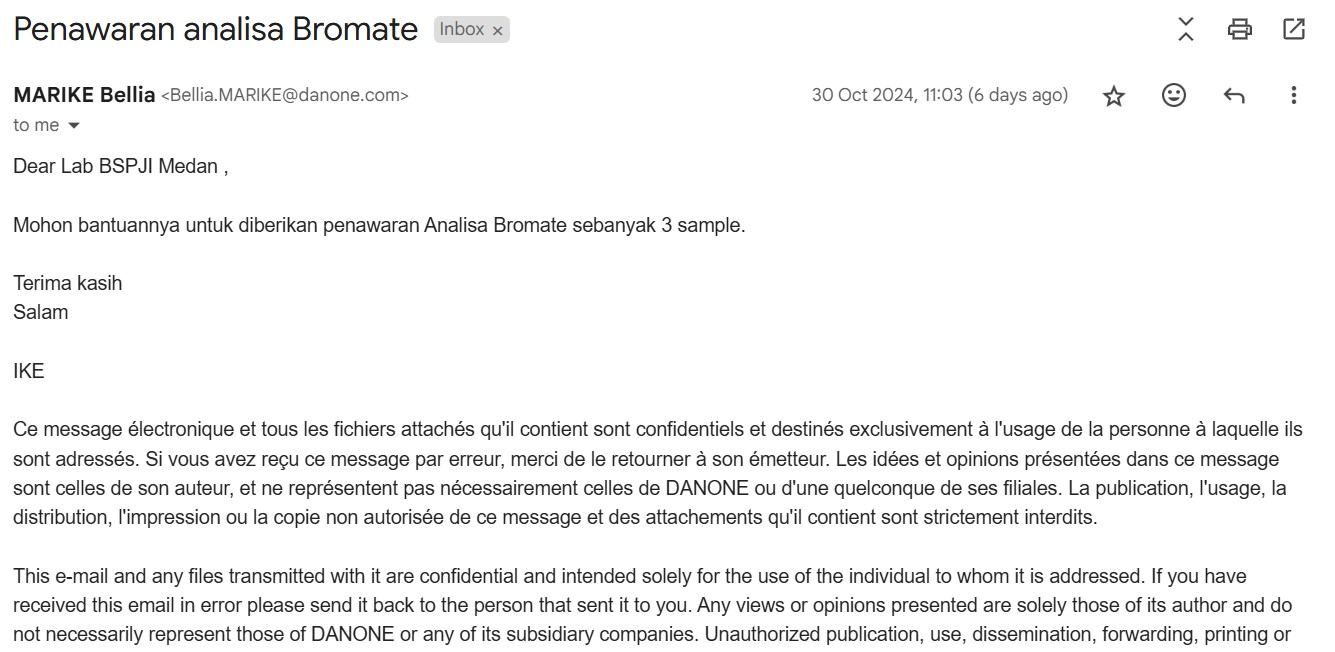 Penawaran analisa Bromate Inbox ×
MARIKE Bellia <Bellia.MARIKE@danone.com> 30 Oct 2024, 11:03 (6 days ago)
to me
Dear Lab BSPJI Medan ,
Mohon bantuannya untuk diberikan penawaran Analisa Bromate sebanyak 3 sample.
Terima kasih
Salam
IKE
Ce message électronique et tous les fichiers attachés qu'il contient sont confidentiels et destinés exclusivement à l'usage de la personne à laquelle ils
sont adressés. Si vous avez reçu ce message par erreur, merci de le retourner à son émetteur. Les idées et opinions présentées dans ce message
sont celles de son auteur, et ne représentent pas nécessairement celles de DANONE ou d'une quelconque de ses filiales. La publication, l'usage, la
distribution, l'impression ou la copie non autorisée de ce message et des attachements qu'il contient sont strictement interdits.
This e-mail and any files transmitted with it are confidential and intended solely for the use of the individual to whom it is addressed. If you have
received this email in error please send it back to the person that sent it to you. Any views or opinions presented are solely those of its author and do
not necessarily represent those of DANONE or any of its subsidiary companies. Unauthorized publication, use, dissemination, forwarding, printing or